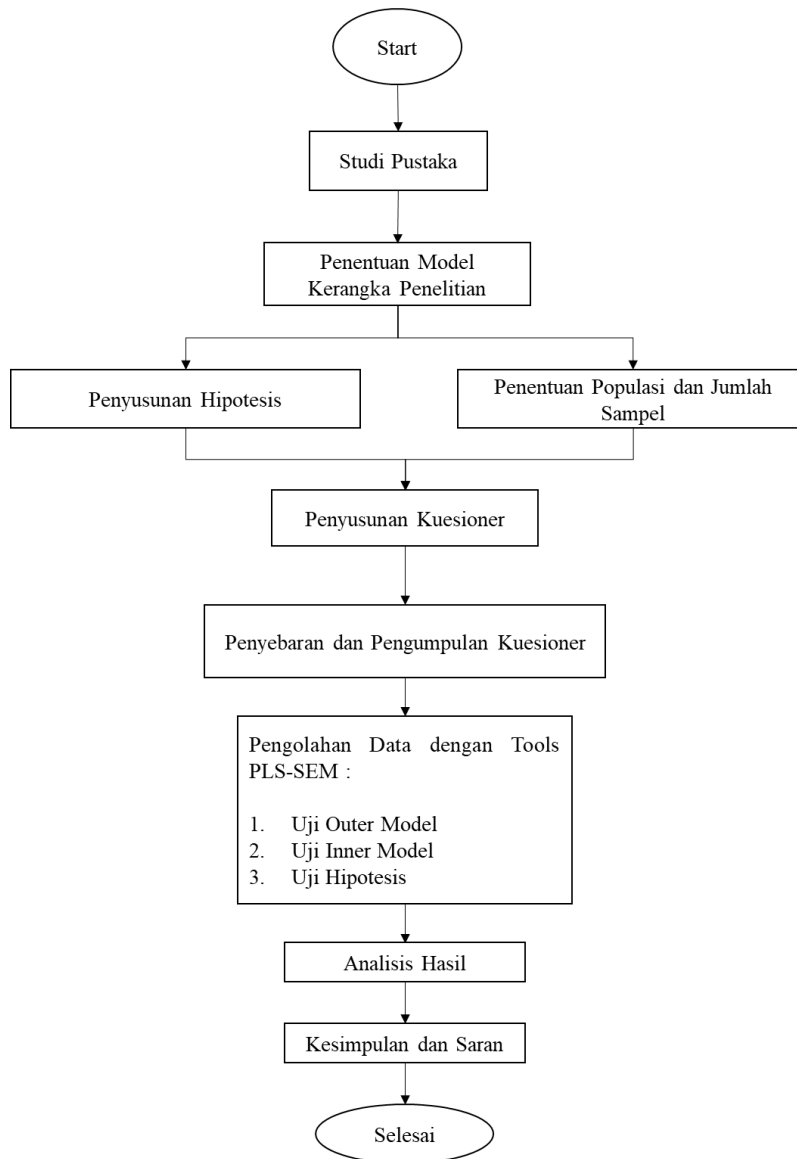 Start
Studi Pustaka
Penentuan Model
Kerangka Penelitian
Penyusunan Hipotesis
Penentuan Populasi dan Jumlah
Sampel
Penyusunan Kuesioner
Penyebaran dan Pengumpulan Kuesioner
Pengolahan Data dengan Tools
PLS-SEM :
1. Uji Outer Model
2. Uji Inner Model
3. Uji Hipotesis
Analisis Hasil
Kesimpulan dan Saran
Selesai